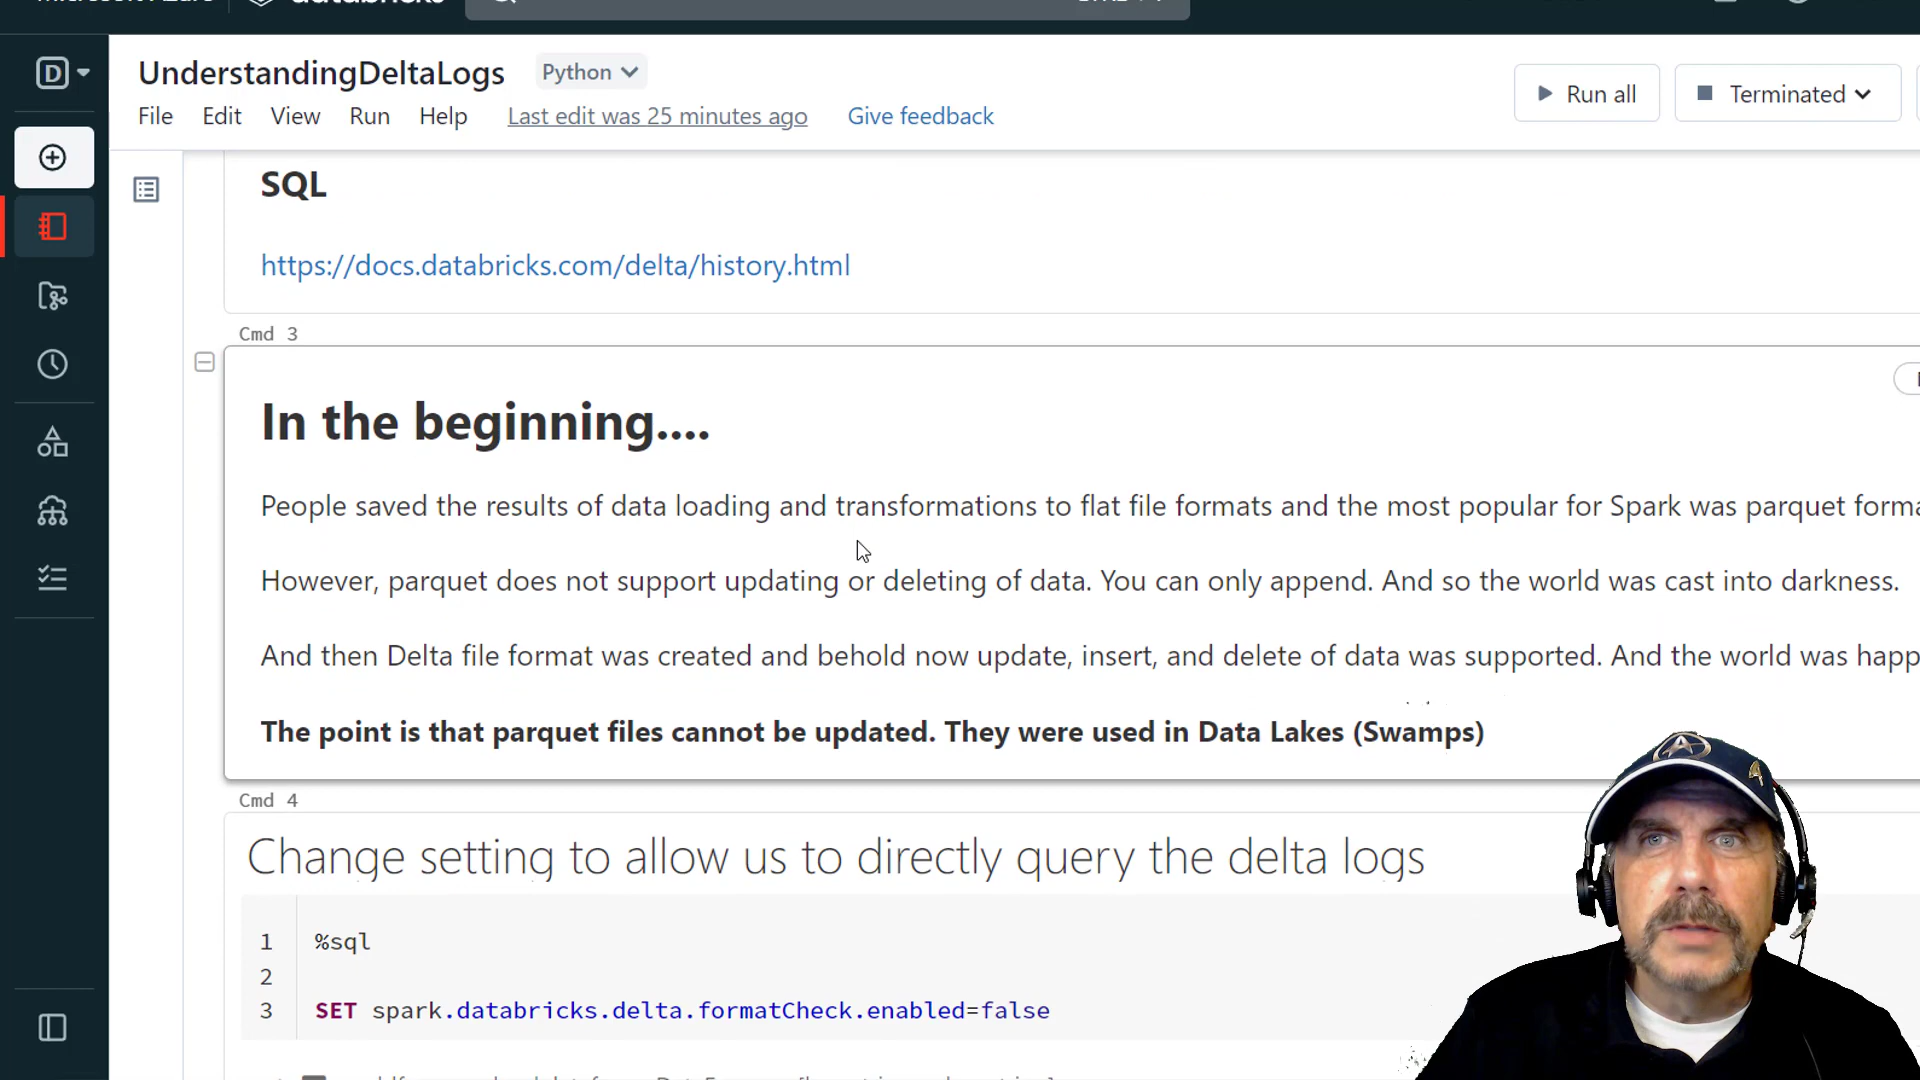 UnderstandingDeltaLogs Python
File Edit View Run Help Last edit was 25 minutes ago Give feedback
Run all Terminated
SQL
https://docs.databricks.com/delta/history.html
Cmd 3
In the beginning....
People saved the results of data loading and transformations to flat file formats and the most popular for Spark was parquet forma
However, parquet does not support updating or deleting of data. You can only append. And so the world was cast into darkness.
And then Delta file format was created and behold now update, insert, and delete of data was supported. And the world was happ
The point is that parquet files cannot be updated. They were used in Data Lakes (Swamps)
Cmd 4
Change setting to allow us to directly query the delta logs
1 %sql
2
3 SET spark.databricks.delta.formatCheck.enabled=false